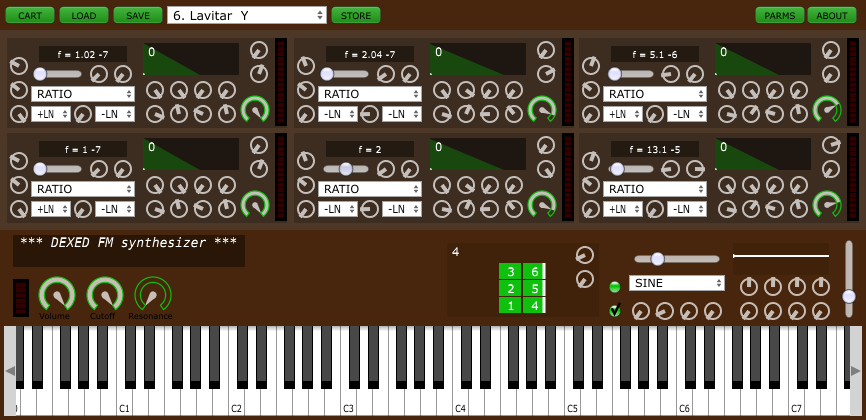 CART LOAD SAVE 6. Lavitar Y STORE PARMS ABOUT
f = 1.02 -7 0 f = 2.04 -7 0 f = 5.1 -6 0
RATIO RATIO RATIO
+LN -LN -LN -LN +LN -LN
f = 1 -7 0 f = 2 0 f = 13.1 -5 0
RATIO RATIO RATIO
+LN -LN -LN -LN +LN -LN
*** DEXED FM synthesizer ***
4
3 6
2 5 SINE
1 4
Volume Cutoff Resonance
C1 C2 C3 C4 C5 C6 C7